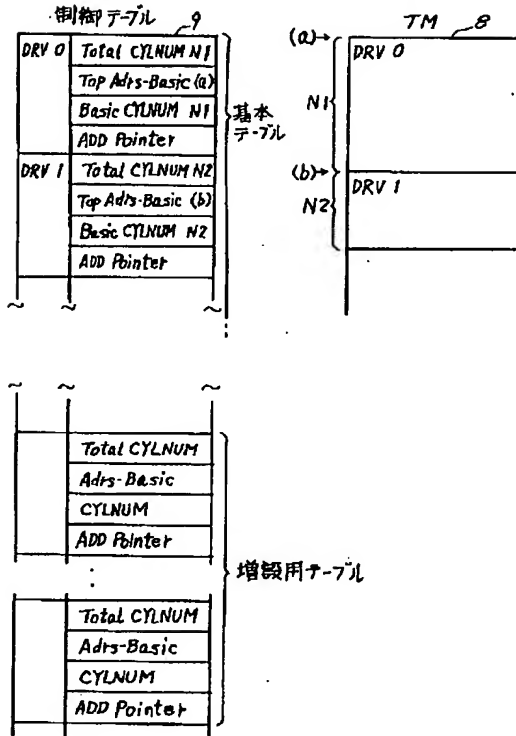 制御テーブル 9
DRV 0 Total CYLNUM N1
Top Adrs-Basic (a)
Basic CYLNUM N1
ADD Pointer
DRV 1 Total CYLNUM N2
Top Adrs-Basic (b)
Basic CYLNUM N2
ADD Pointer
基本
テーブル
TM 8
(a)
DRV 0
N1
(b)
DRV 1
N2
Total CYLNUM
Adrs-Basic
CYLNUM
ADD Pointer
Total CYLNUM
Adrs-Basic
CYLNUM
ADD Pointer
増設用テーブル